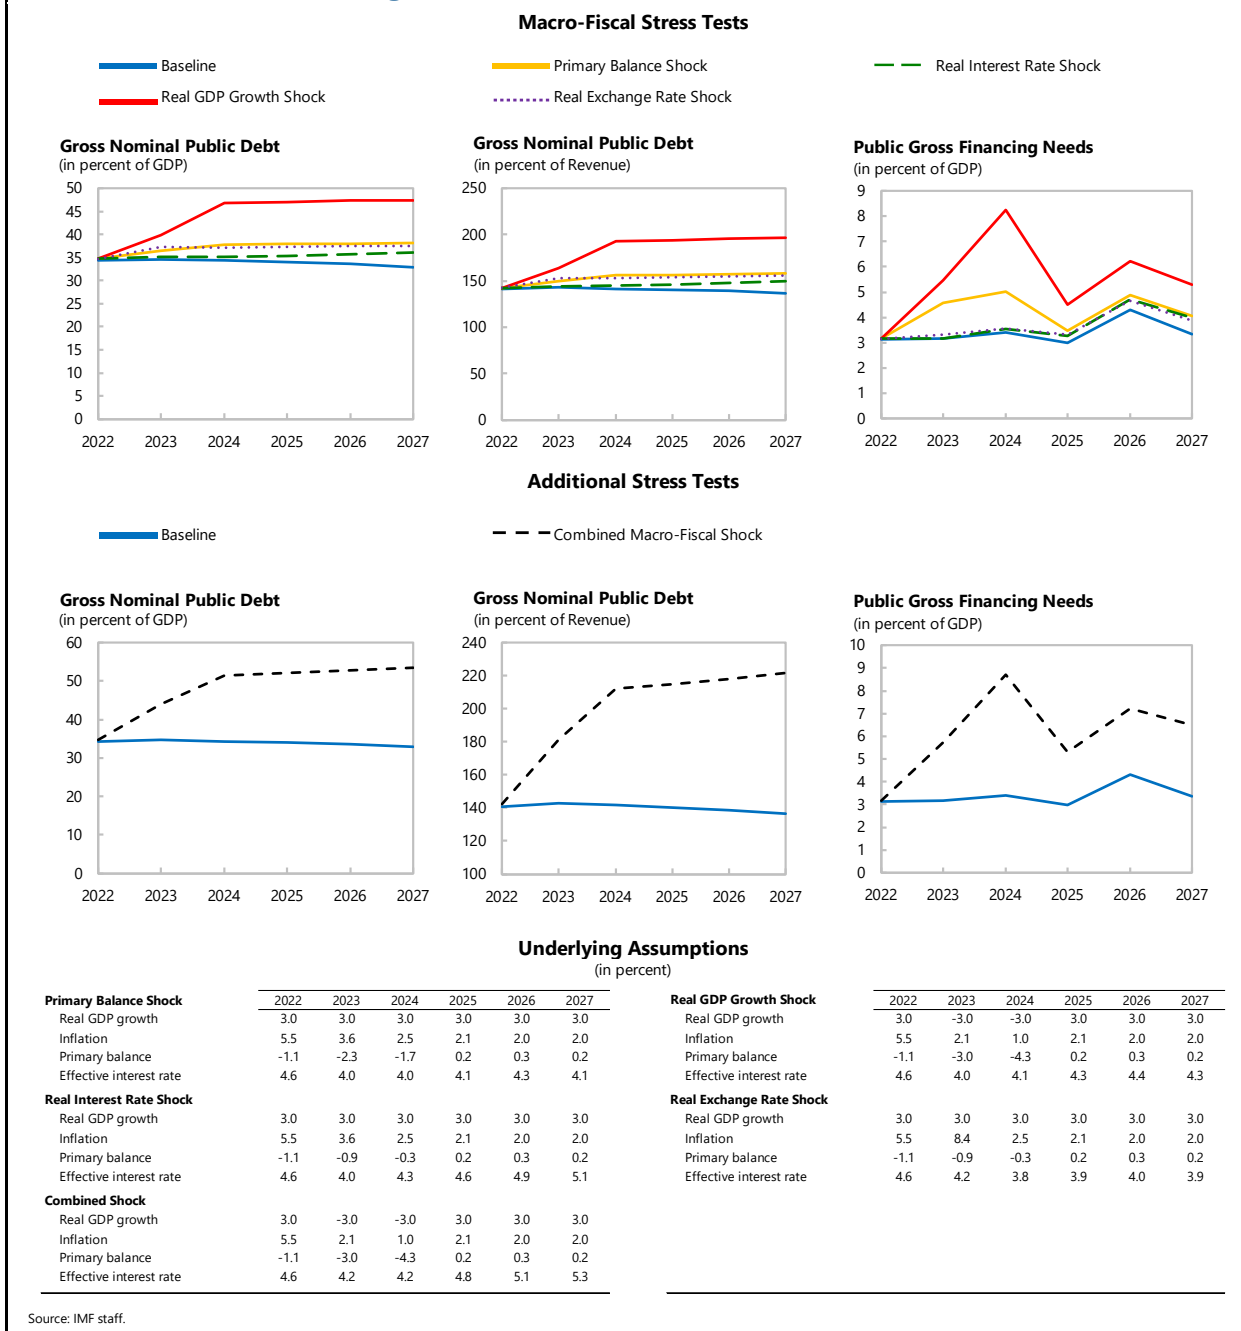 Macro-Fiscal Stress Tests
Baseline Primary Balance Shock Real Interest Rate Shock
Real GDP Growth Shock Real Exchange Rate Shock
Gross Nominal Public Debt
(in percent of GDP)
50
45
40
35
30
25
20
15
10
5
0
2022 2023 2024 2025 2026 2027
Gross Nominal Public Debt
(in percent of Revenue)
250
200
150
100
50
0
2022 2023 2024 2025 2026 2027
Public Gross Financing Needs
(in percent of GDP)
9
8
7
6
5
4
3
2
1
0
2022 2023 2024 2025 2026 2027
Additional Stress Tests
Baseline Combined Macro-Fiscal Shock
Gross Nominal Public Debt
(in percent of GDP)
60
50
40
30
20
10
0
2022 2023 2024 2025 2026 2027
Gross Nominal Public Debt
(in percent of Revenue)
240
220
200
180
160
140
120
100
2022 2023 2024 2025 2026 2027
Public Gross Financing Needs
(in percent of GDP)
10
9
8
7
6
5
4
3
2
1
0
2022 2023 2024 2025 2026 2027
Underlying Assumptions
(in percent)
Primary Balance Shock 2022 2023 2024 2025 2026 2027
Real GDP growth 3.0 3.0 3.0 3.0 3.0 3.0
Inflation 5.5 3.6 2.5 2.1 2.0 2.0
Primary balance -1.1 -2.3 -1.7 0.2 0.3 0.2
Effective interest rate 4.6 4.0 4.0 4.1 4.3 4.1
Real Interest Rate Shock
Real GDP growth 3.0 3.0 3.0 3.0 3.0 3.0
Inflation 5.5 3.6 2.5 2.1 2.0 2.0
Primary balance -1.1 -0.9 -0.3 0.2 0.3 0.2
Effective interest rate 4.6 4.0 4.3 4.6 4.9 5.1
Combined Shock
Real GDP growth 3.0 -3.0 -3.0 3.0 3.0 3.0
Inflation 5.5 2.1 1.0 2.1 2.0 2.0
Primary balance -1.1 -3.0 -4.3 0.2 0.3 0.2
Effective interest rate 4.6 4.2 4.2 4.8 5.1 5.3
Real GDP Growth Shock 2022 2023 2024 2025 2026 2027
Real GDP growth 3.0 -3.0 -3.0 3.0 3.0 3.0
Inflation 5.5 2.1 1.0 2.1 2.0 2.0
Primary balance -1.1 -3.0 -4.3 0.2 0.3 0.2
Effective interest rate 4.6 4.0 4.1 4.3 4.4 4.3
Real Exchange Rate Shock
Real GDP growth 3.0 3.0 3.0 3.0 3.0 3.0
Inflation 5.5 8.4 2.5 2.1 2.0 2.0
Primary balance -1.1 -0.9 -0.3 0.2 0.3 0.2
Effective interest rate 4.6 4.2 3.8 3.9 4.0 3.9
Source: IMF staff.